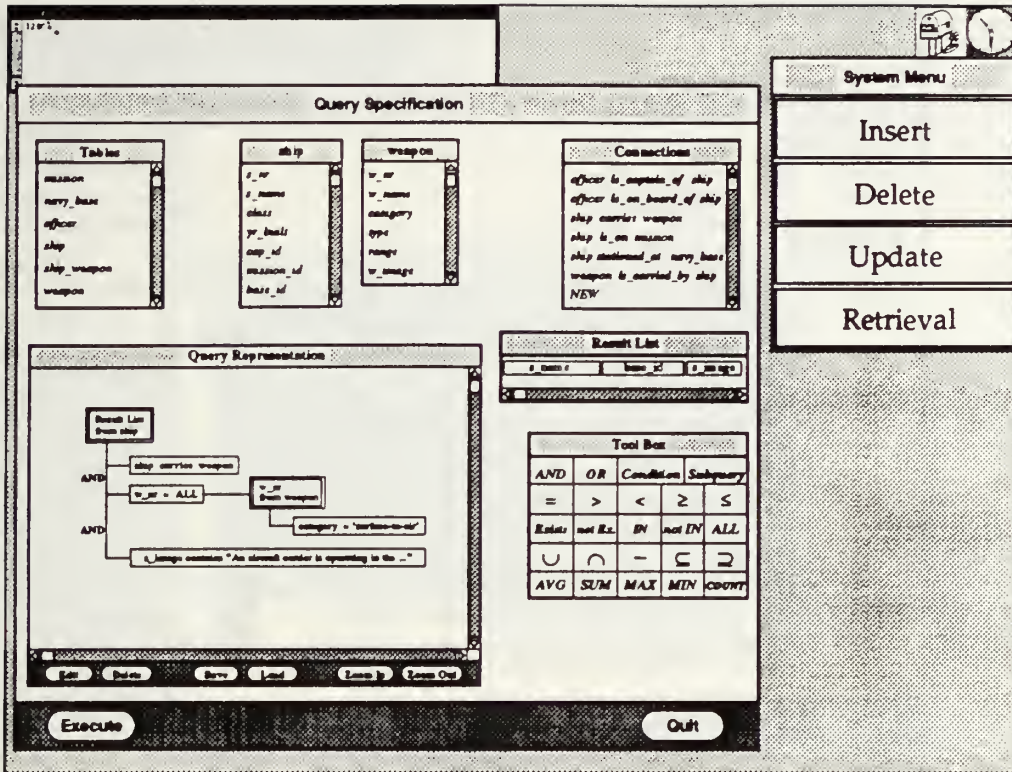 System Menu
Insert
Delete
Update
Retrieval
Query Specification
Tables
mission
navy_base
officer
ship
ship_weapon
weapon
ship
s_nr
s_name
class
yr_built
cap_id
mission_id
base_id
weapon
w_nr
w_name
category
type
range
w_image
Connections
officer is_captain_of ship
officer is_on_board_of ship
ship carries weapon
ship is_on mission
ship stationed_at navy_base
weapon is_carried_by ship
NEW
Query Representation
Result List
from ship
AND
ship carries weapon
w_nr = ALL
w_nr
from weapon
category = 'surface-to-air'
AND
s_image contains "An aircraft carrier is operating in the ..."
Edit Delete Save Load Zoom In Zoom Out
Result List
s_name base_id s_image
Tool Box
AND OR Condition Subquery
= > < ≥ ≤
Exists not Ex. IN not IN ALL
∪ ∩ − ⊆ ⊇
AVG SUM MAX MIN COUNT
Execute
Quit